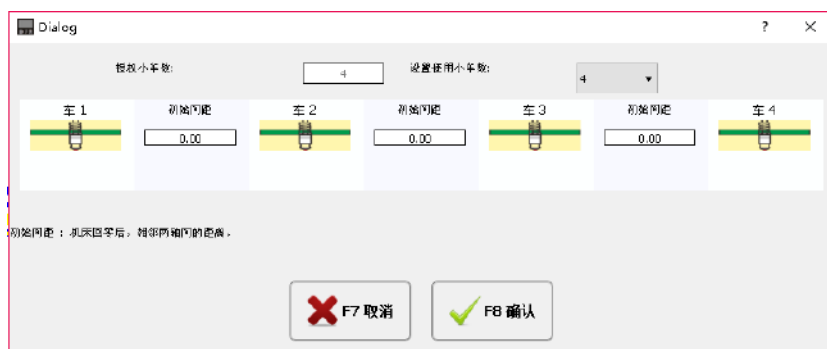 Dialog ?
授权小车数: 4 设置使用小车数: 4
车1 初始间距 车2 初始间距 车3 初始间距 车4
0.00 0.00 0.00
初始间距 : 机床回零后, 相邻两轴间的距离.
F7 取消 F8 确认